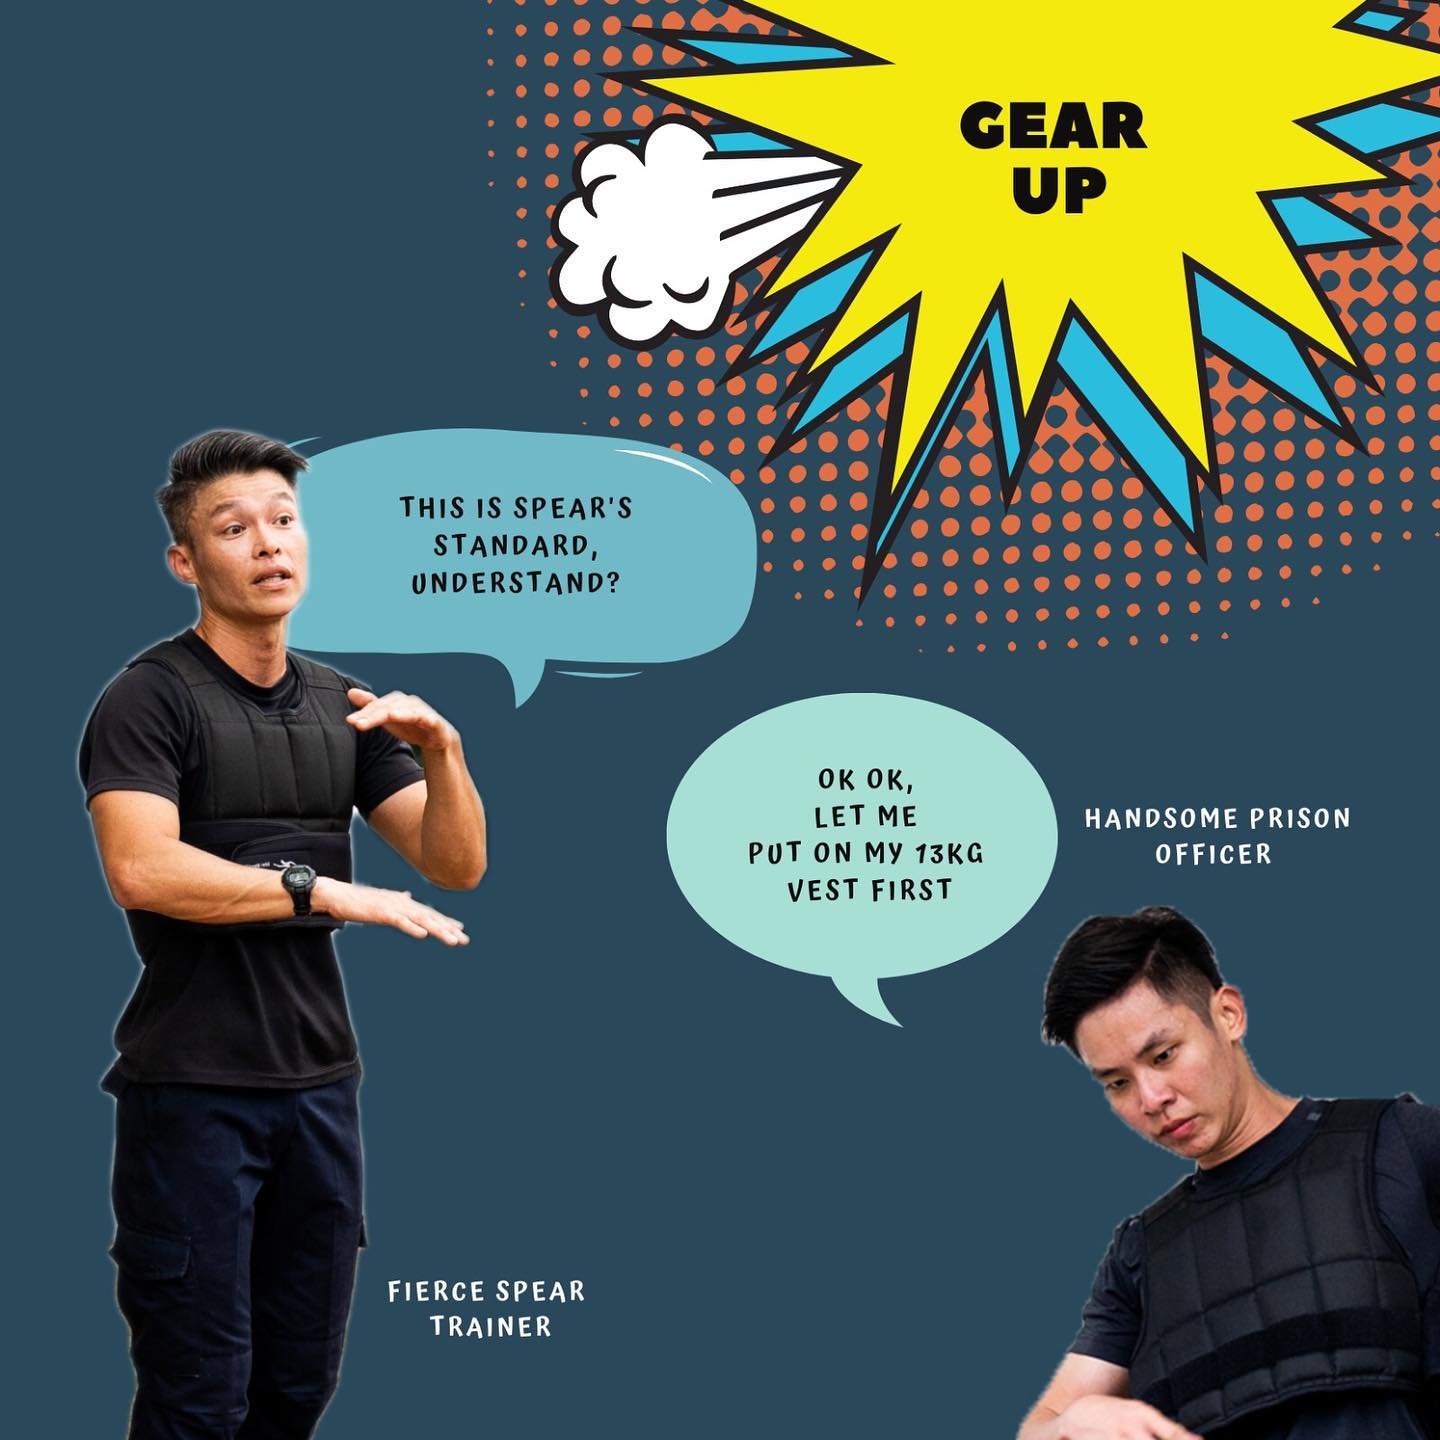 GEAR
UP
THIS IS SPEAR'S
STANDARD,
UNDERSTAND?
OK OK,
LET ME
PUT ON MY 13KG
VEST FIRST
HANDSOME PRISON
OFFICER
FIERCE SPEAR
TRAINER